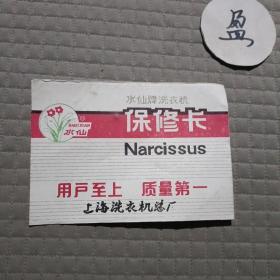 盈
水仙牌洗衣机
保修卡
水仙
Narcissus
用户至上 质量第一
上海洗衣机总厂